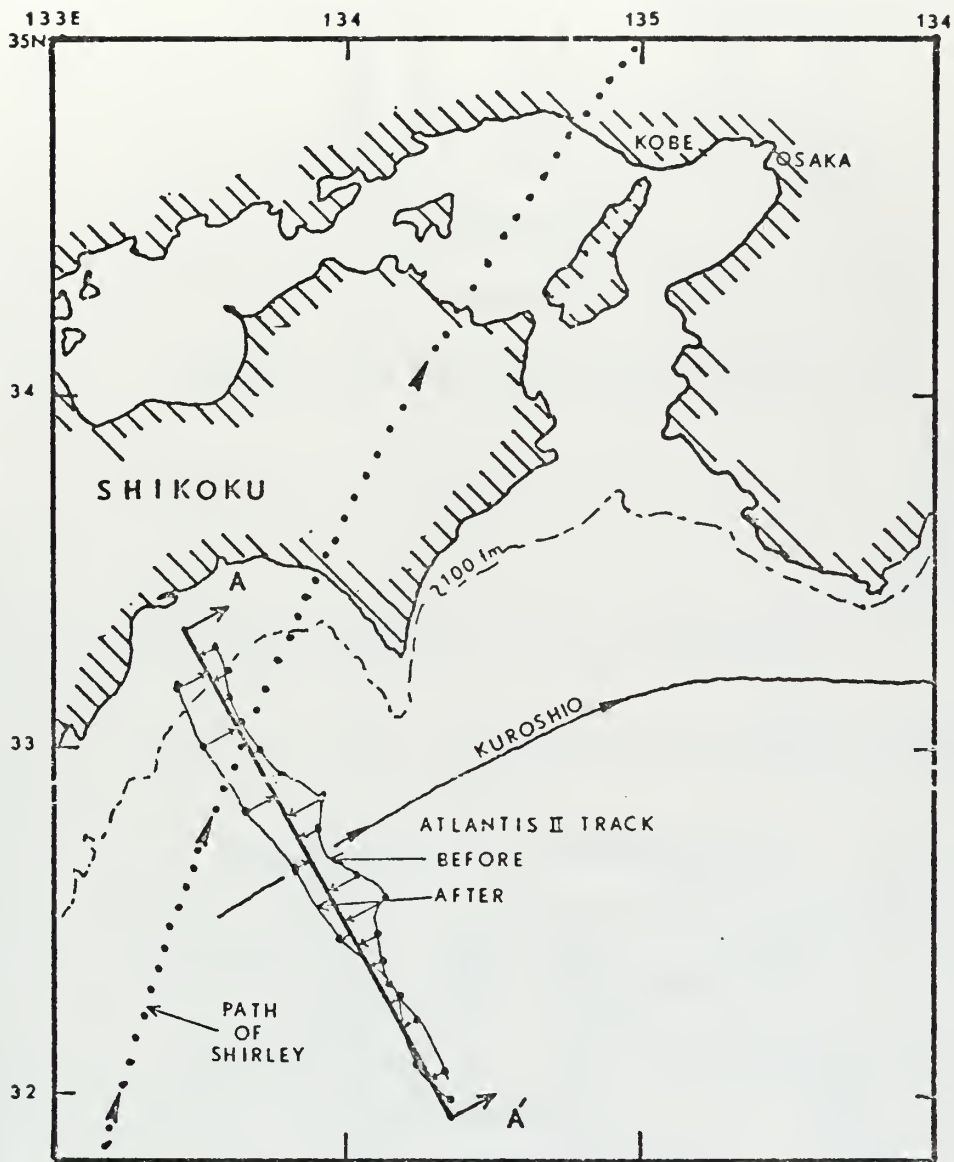 133E 134 135 134
35N
KOBE
OSAKA
34
SHIKOKU
100 fm
A
33
KUROSHIO
ATLANTIS II TRACK
BEFORE
AFTER
PATH
OF
SHIRLEY
32
A'